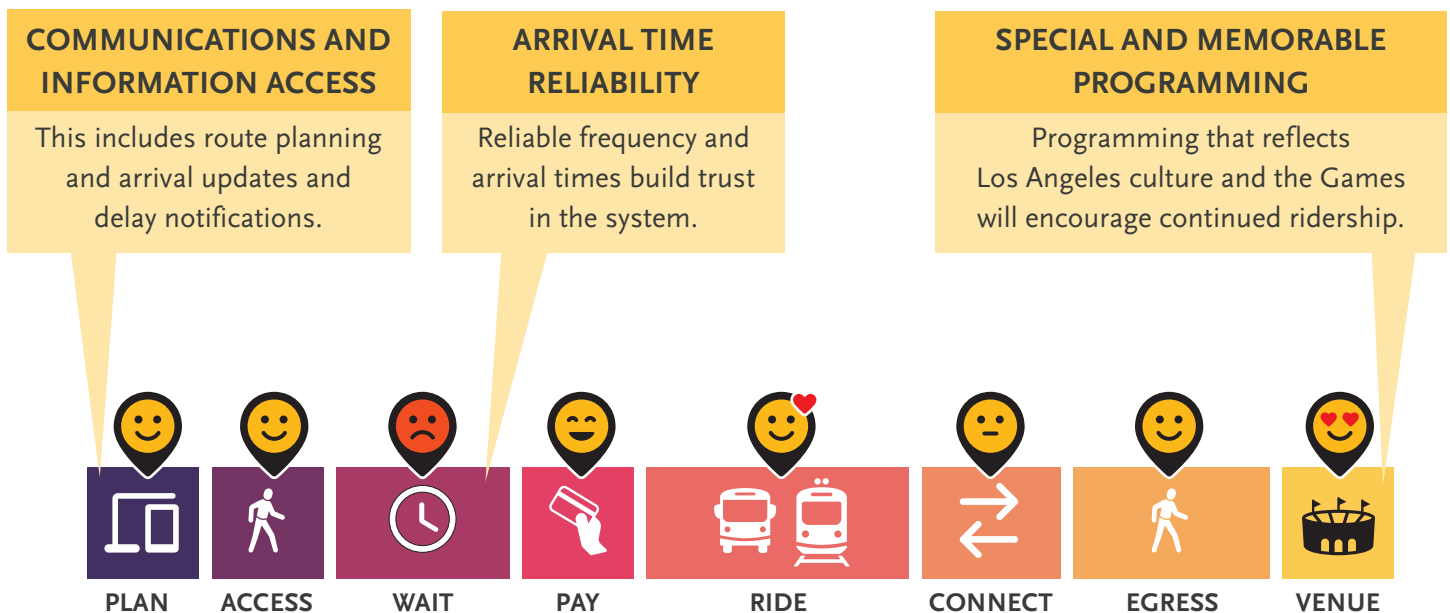 COMMUNICATIONS AND
INFORMATION ACCESS
This includes route planning
and arrival updates and
delay notifications.
ARRIVAL TIME
RELIABILITY
Reliable frequency and
arrival times build trust
in the system.
SPECIAL AND MEMORABLE
PROGRAMMING
Programming that reflects
Los Angeles culture and the Games
will encourage continued ridership.
PLAN
ACCESS
WAIT
PAY
RIDE
CONNECT
EGRESS
VENUE